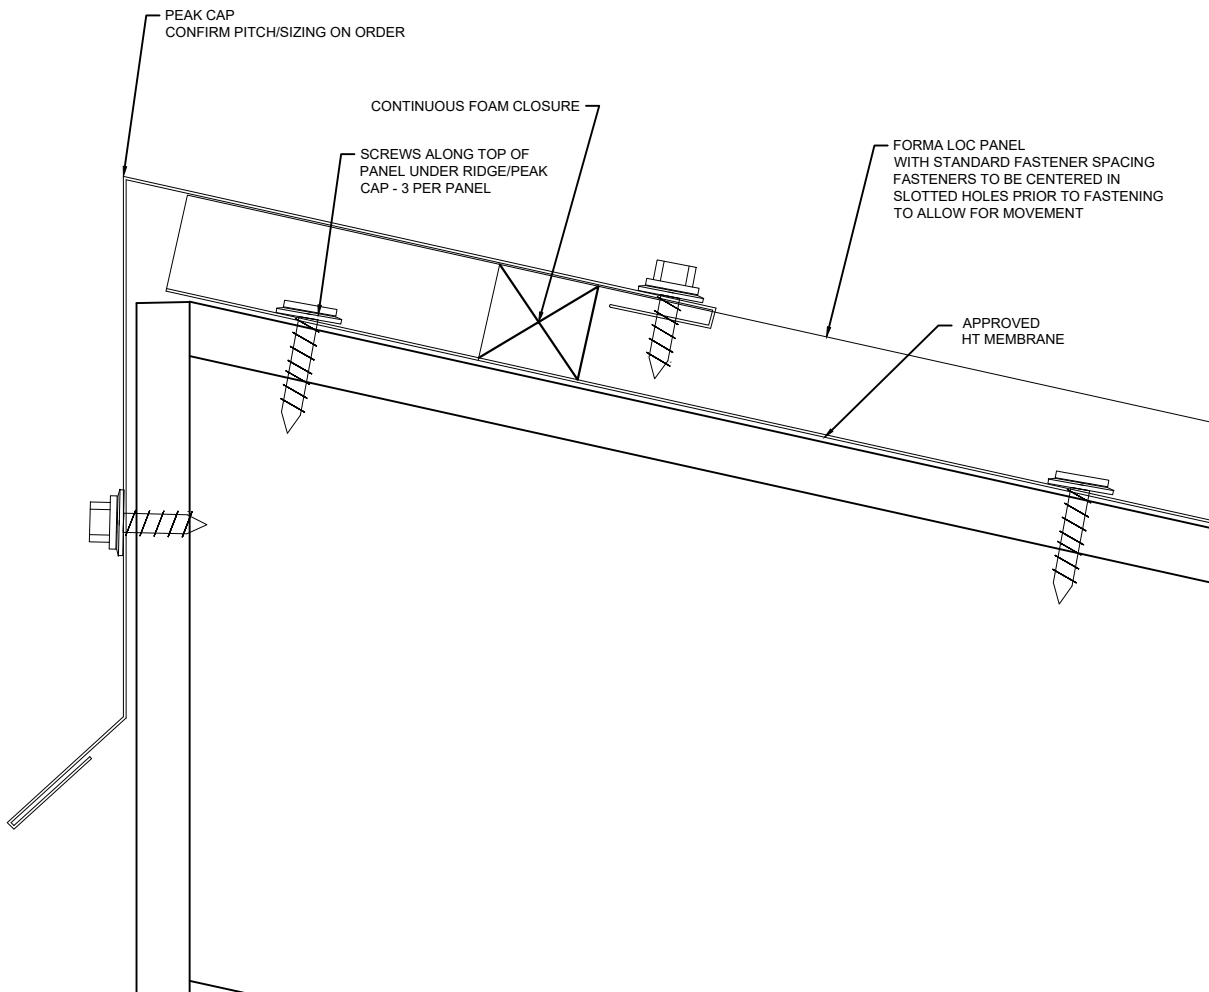 PEAK CAP
CONFIRM PITCH/SIZING ON ORDER
CONTINUOUS FOAM CLOSURE
SCREWS ALONG TOP OF
PANEL UNDER RIDGE/PEAK
CAP - 3 PER PANEL
FORMA LOC PANEL
WITH STANDARD FASTENER SPACING
FASTENERS TO BE CENTERED IN
SLOTTED HOLES PRIOR TO FASTENING
TO ALLOW FOR MOVEMENT
APPROVED
HT MEMBRANE